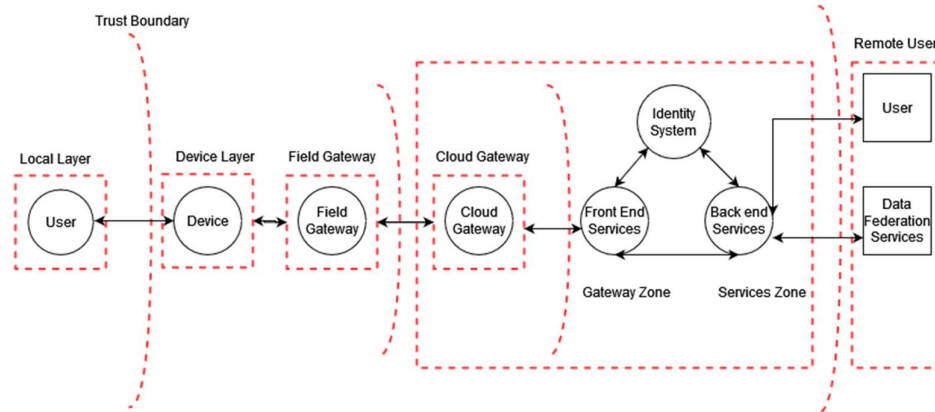 Trust Boundary
Remote User
User
Identity
System
Local Layer
Device Layer
Field Gateway
Cloud Gateway
User
Device
Field
Gateway
Cloud
Gateway
Front End
Services
Back end
Services
Data
Federation
Services
Gateway Zone
Services Zone